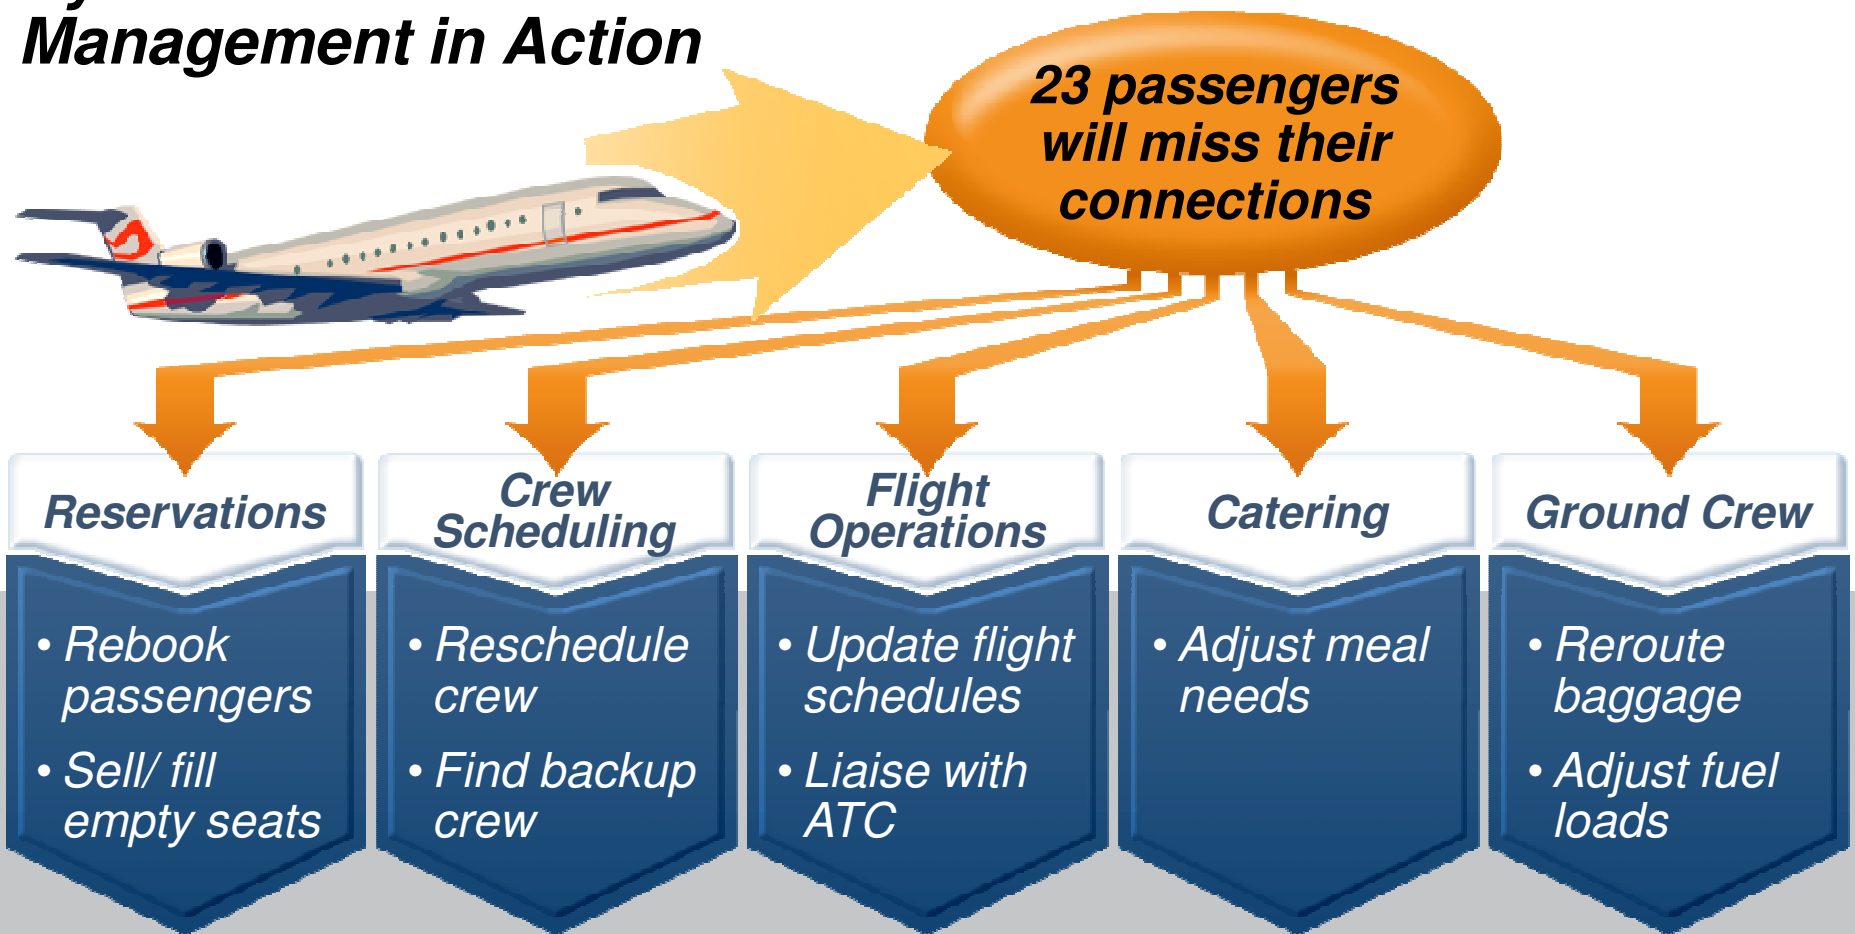 Management in Action
23 passengers
will miss their
connections
Reservations
• Rebook
passengers
• Sell/ fill
empty seats
Crew
Scheduling
• Reschedule
crew
• Find backup
crew
Flight
Operations
• Update flight
schedules
• Liaise with
ATC
Catering
• Adjust meal
needs
Ground Crew
• Reroute
baggage
• Adjust fuel
loads